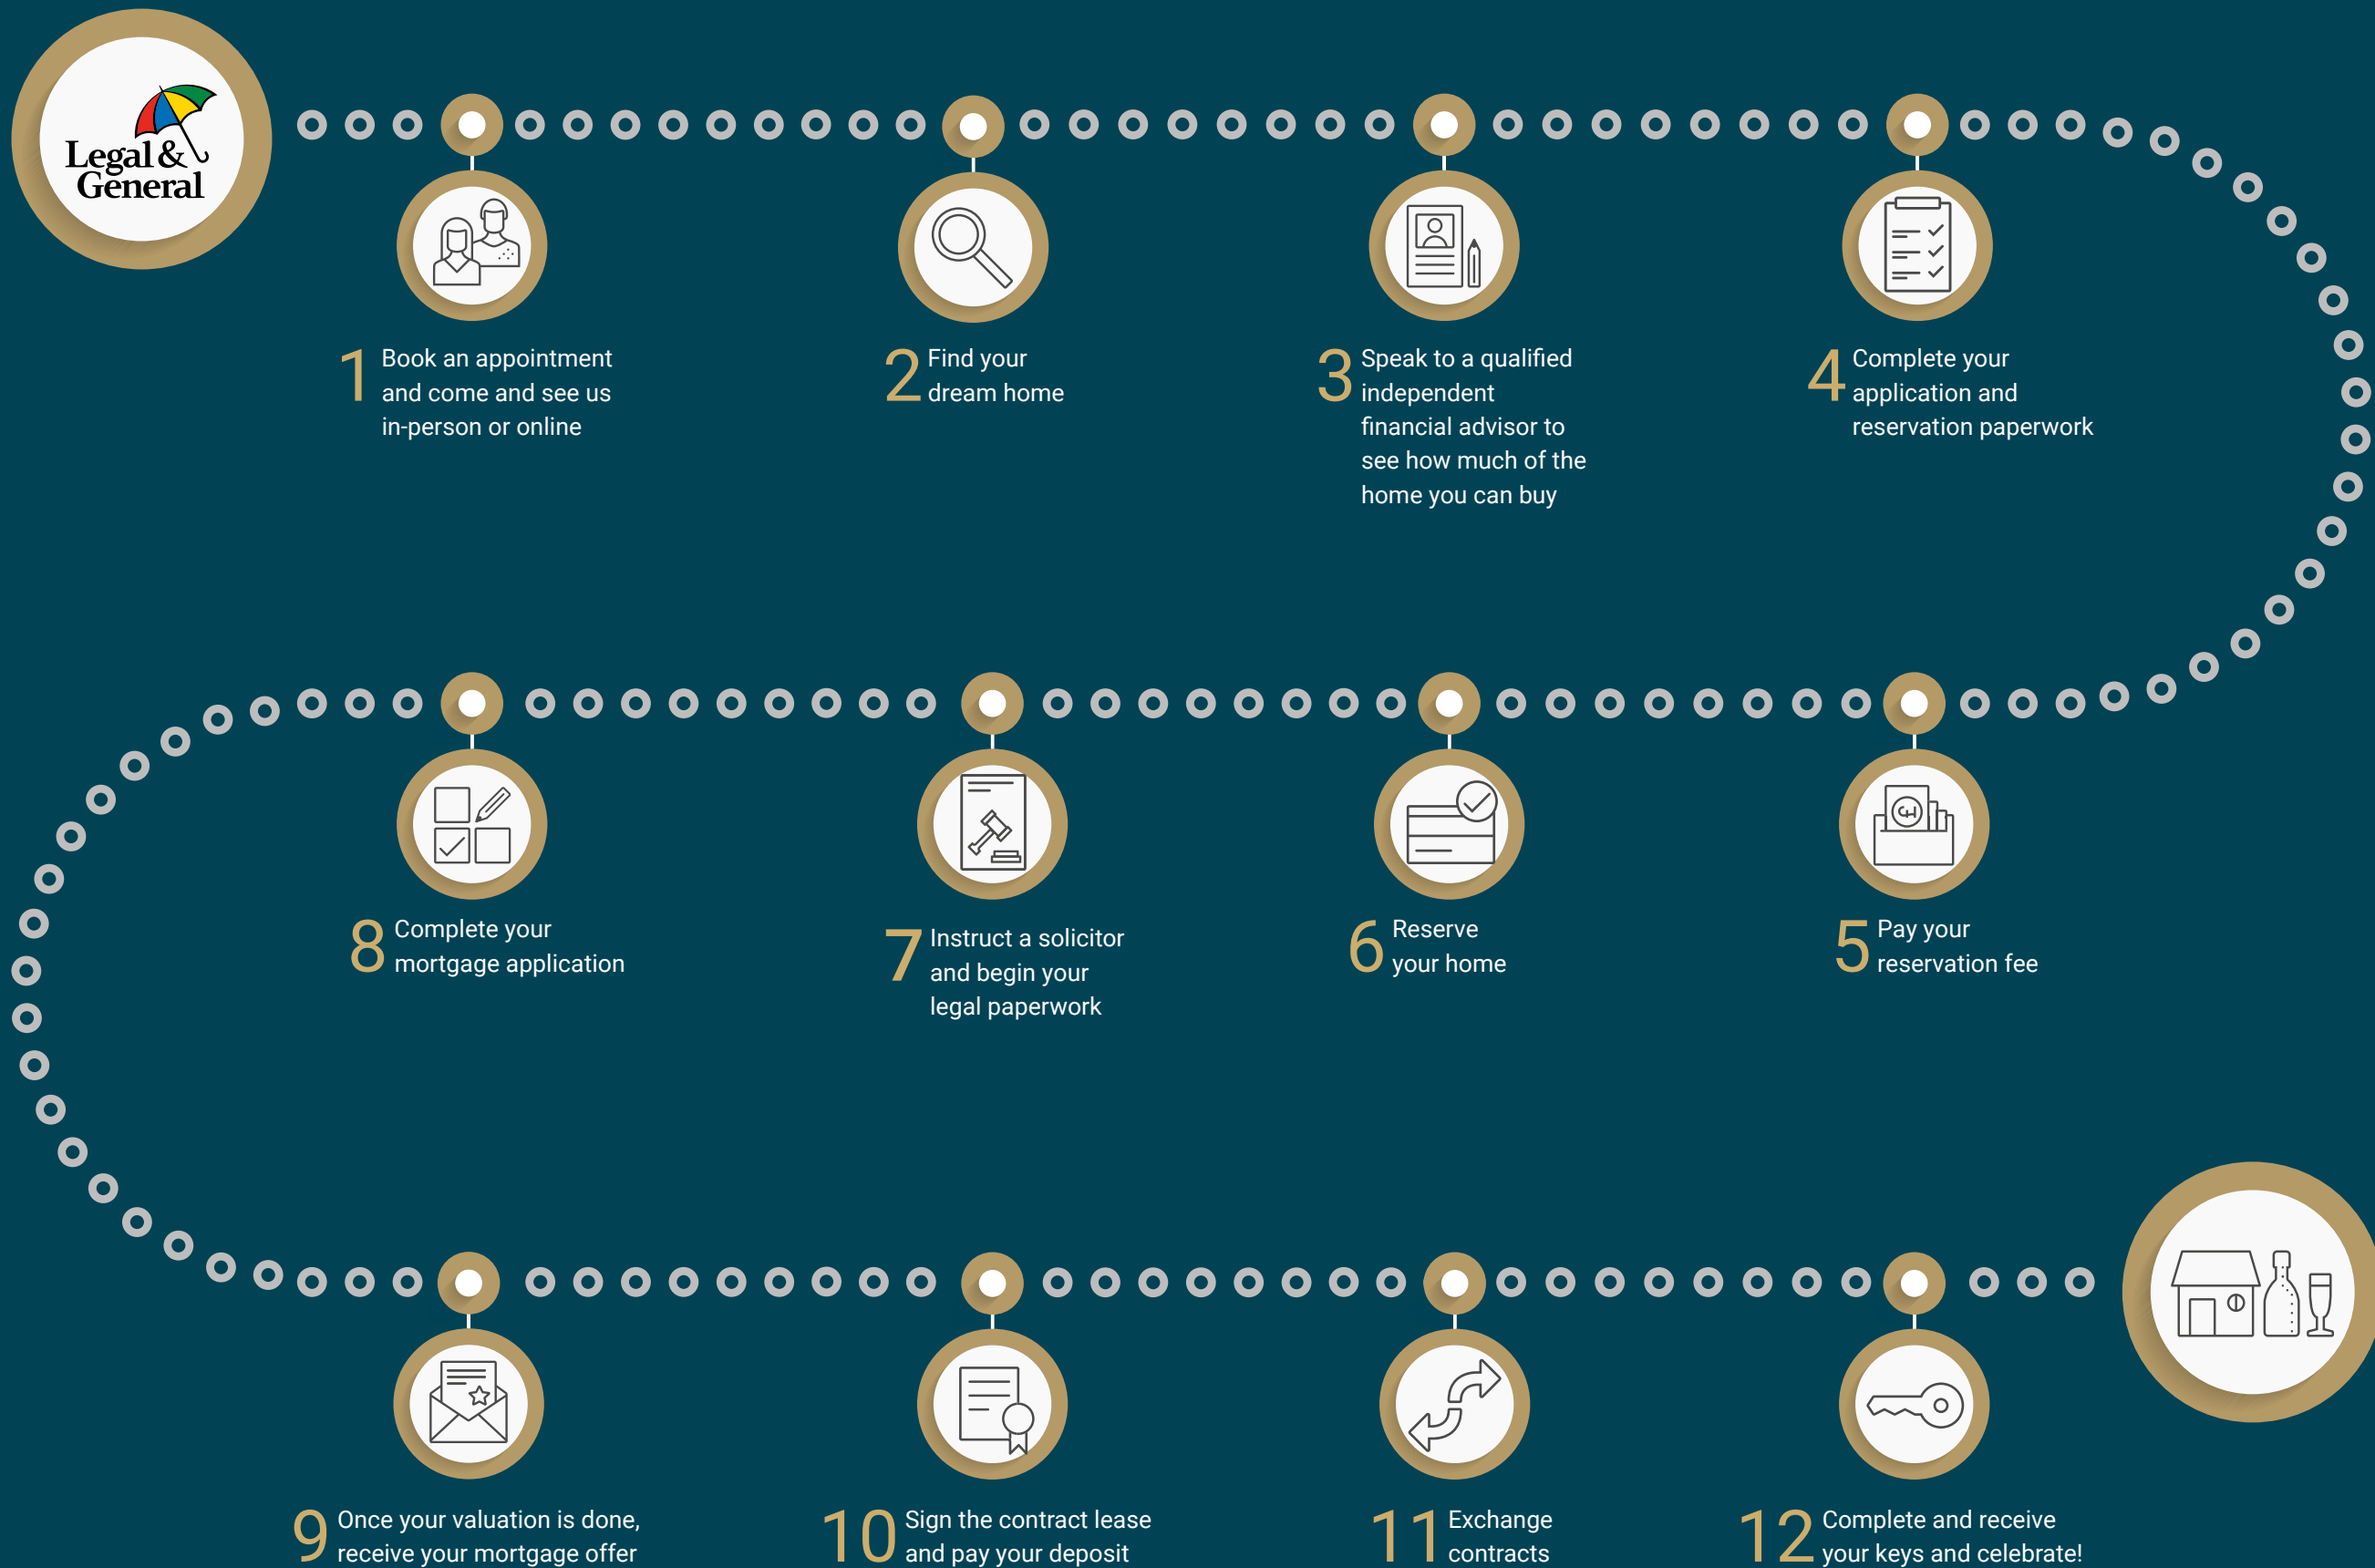 Legal &
General
1 Book an appointment
and come and see us
in-person or online
2 Find your
dream home
3 Speak to a qualified
independent
financial advisor to
see how much of the
home you can buy
4 Complete your
application and
reservation paperwork
5 Pay your
reservation fee
6 Reserve
your home
7 Instruct a solicitor
and begin your
legal paperwork
8 Complete your
mortgage application
9 Once your valuation is done,
receive your mortgage offer
10 Sign the contract lease
and pay your deposit
11 Exchange
contracts
12 Complete and receive
your keys and celebrate!